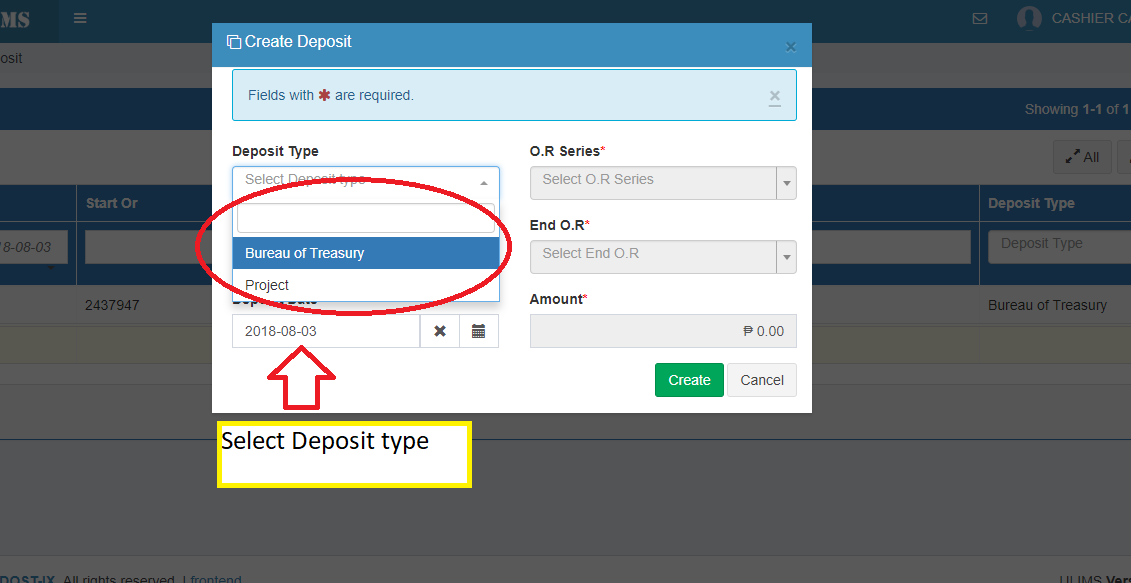 MS
CASHIER CA
Create Deposit
×
osit
Fields with ✱ are required.
×
Showing 1-1 of 1
All
Deposit Type
O.R Series*
Select Deposit type
Select O.R Series
Start Or
Deposit Type
End O.R*
8-08-03
Bureau of Treasury
Select End O.R
Deposit Type
Project
Deposit Date
Amount*
2437947
Bureau of Treasury
2018-08-03
₱ 0.00
Create
Cancel
Select Deposit type
DOST-IX. All rights reserved. | frontend
ULIMS Vers